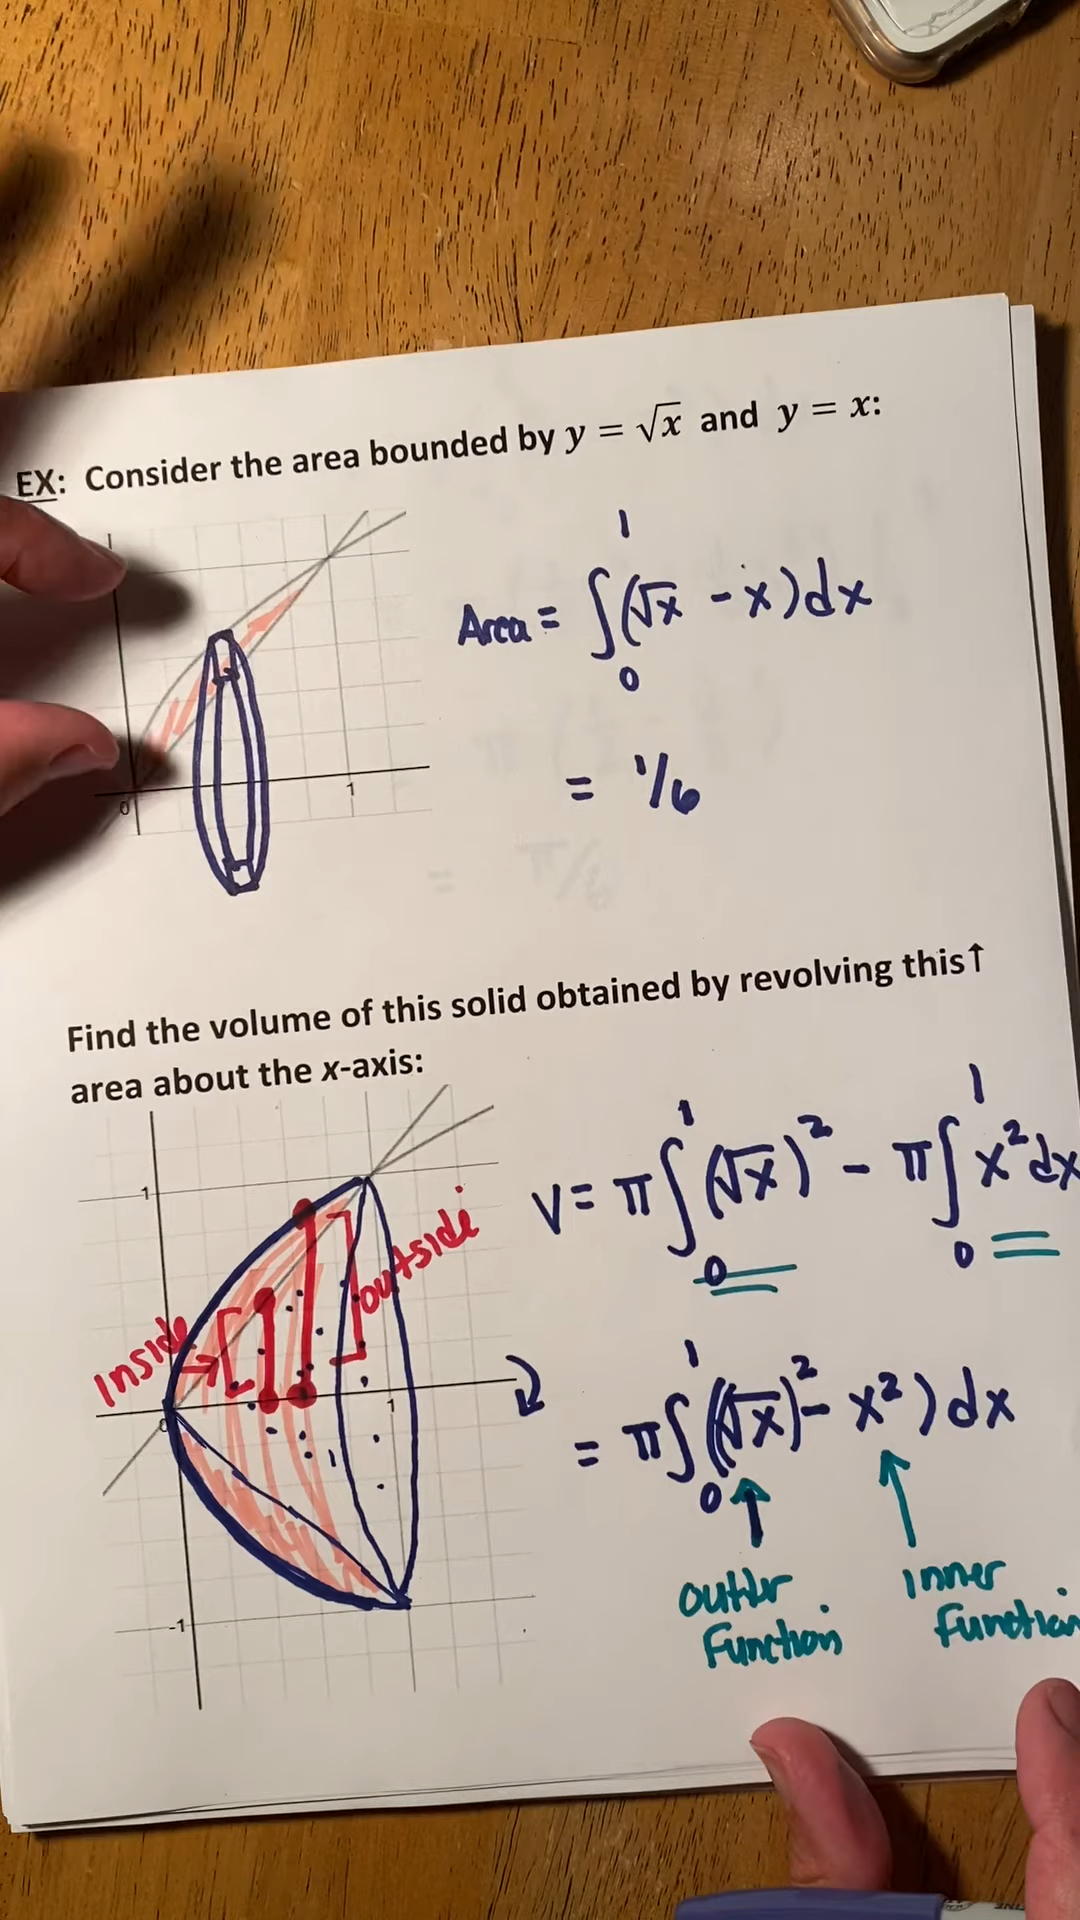 EX: Consider the area bounded by y = √x and y = x:
1
Area = ∫(√x - x)dx
0
0
1
= 1/6
Find the volume of this solid obtained by revolving this↑
area about the x-axis:
1
1
1
V = π∫(√x)² - π∫x²dx
0
0
outside
Inside
0
1
1
= π∫((√x)² - x²)dx
0
outer
Function
inner
Function
-1